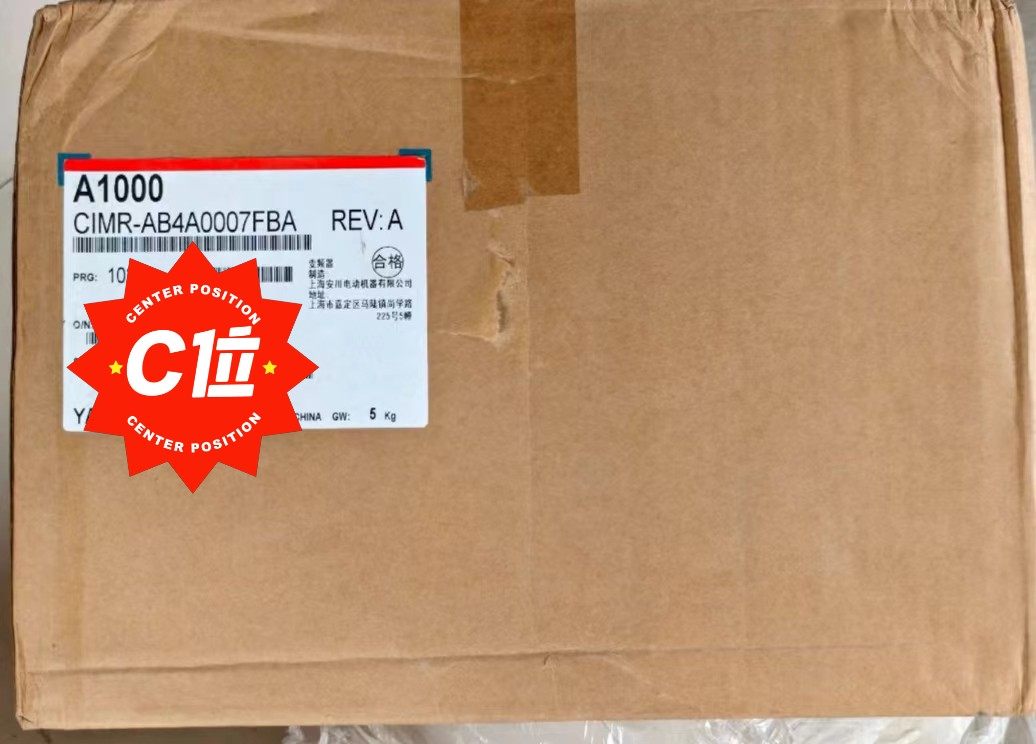 A1000
CIMR-AB4A0007FBA REV: A
PRG: 10
变频器
合格
制造
上海安川电动机器有限公司
地址
上海市嘉定区马陆镇尚学路
225号5幢
O/N
CENTER POSITION
C1位
CENTER POSITION
YA
CHINA GW: 5 Kg